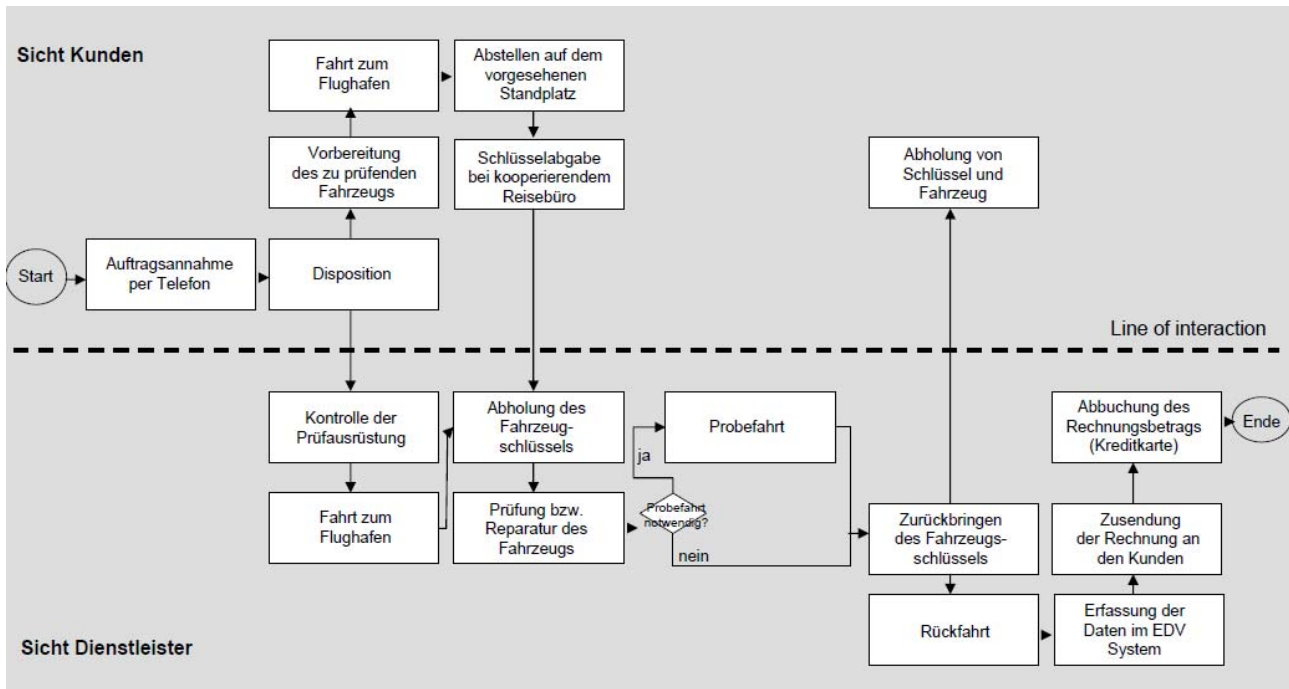 Sicht Kunden
Fahrt zum
Flughafen
Abstellen auf dem
vorgesehenen
Standplatz
Vorbereitung
des zu prüfenden
Fahrzeugs
Schlüsselabgabe
bei kooperierendem
Reisebüro
Abholung von
Schlüssel und
Fahrzeug
Start
Auftragsannahme
per Telefon
Disposition
Line of interaction
Kontrolle der
Prüfausrüstung
Abholung des
Fahrzeug-
schlüssels
Probefahrt
Abbuchung des
Rechnungsbetrags
(Kreditkarte)
Ende
ja
Fahrt zum
Flughafen
Prüfung bzw.
Reparatur des
Fahrzeugs
Probefahrt
notwendig?
nein
Zurückbringen
des Fahrzeugs-
schlüssels
Zusendung
der Rechnung an
den Kunden
Rückfahrt
Erfassung der
Daten im EDV
System
Sicht Dienstleister